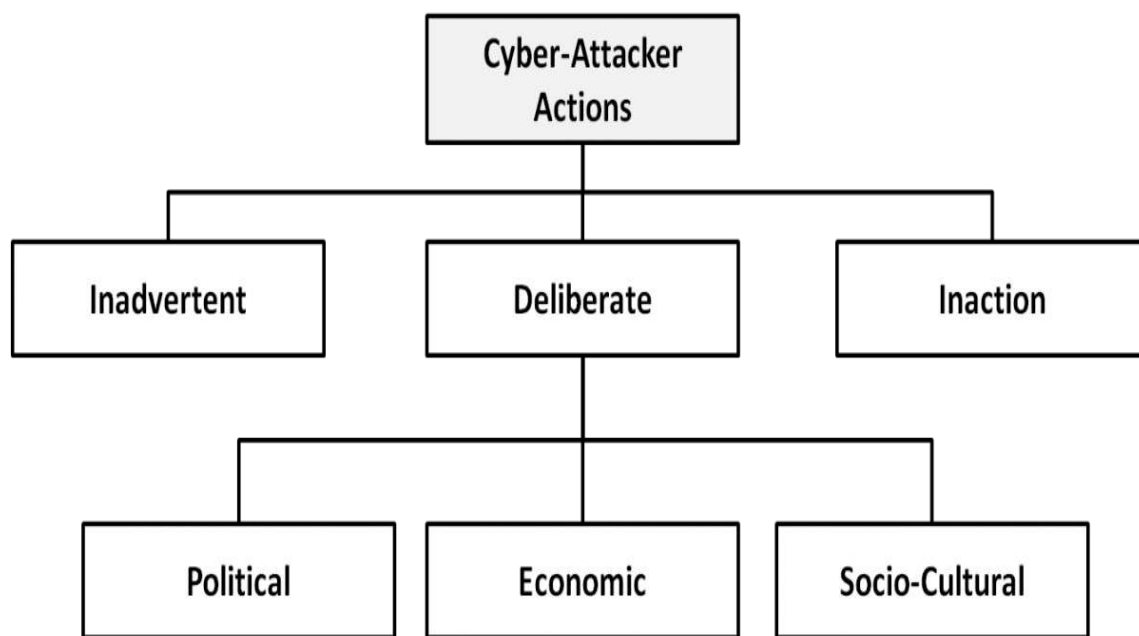 Cyber-Attacker
Actions
Inadvertent
Deliberate
Inaction
Political
Economic
Socio-Cultural